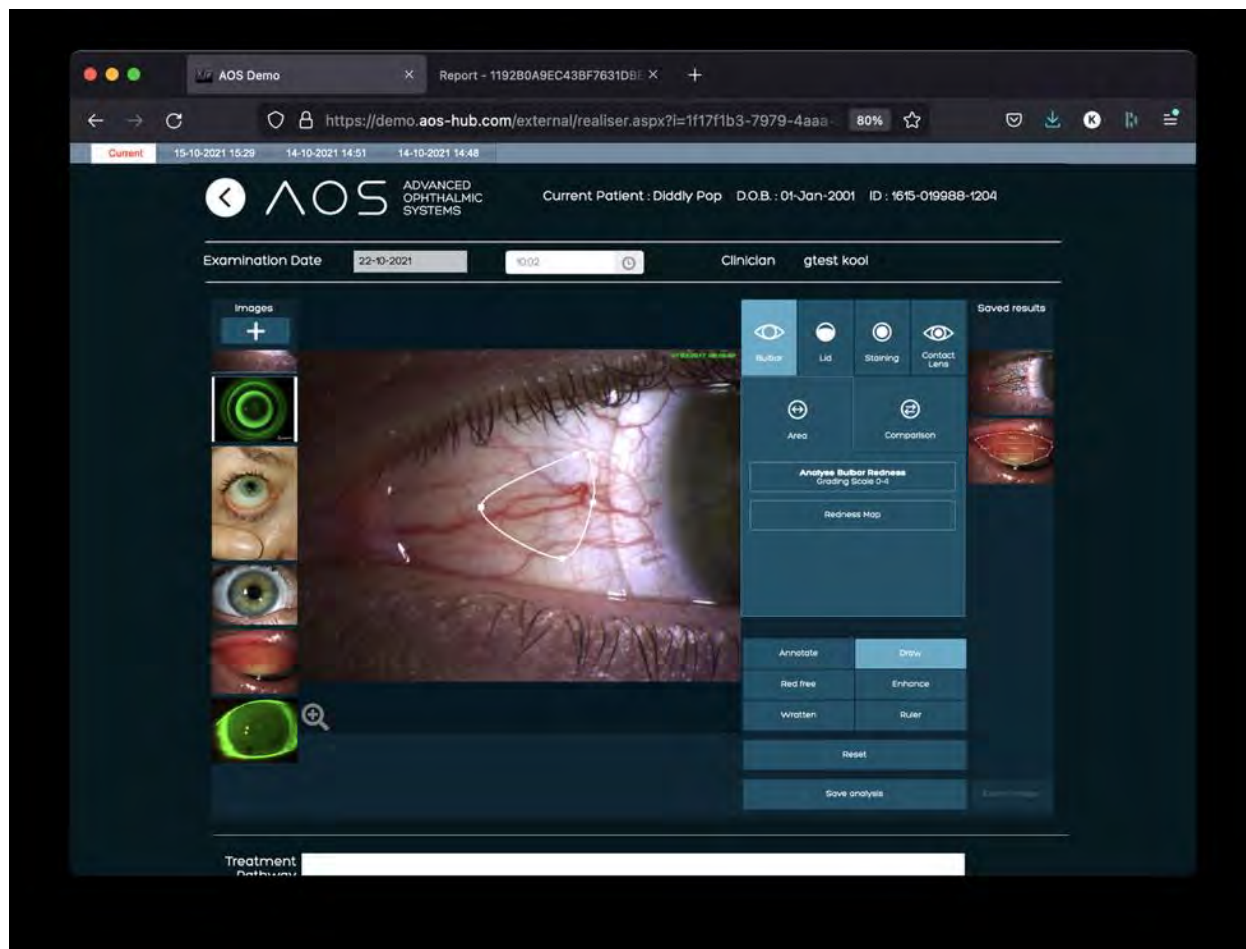 AOS Demo
Report - 1192B0A9EC43BF7631DBE
https://demo.aos-hub.com/external/realiser.aspx?i=1f17f1b3-7979-4aaa-
80%
K
Current 15-10-2021 15:29 14-10-2021 14:51 14-10-2021 14:48
AOS ADVANCED
OPHTHALMIC
SYSTEMS
Current Patient : Diddly Pop D.O.B. : 01-Jan-2001 ID : 1615-019988-1204
Examination Date 22-10-2021 10:02 Clinician gtest kool
Images
Saved results
Bulbar Lid Staining Contact
Lens
Area Comparison
Analyse Bulbar Redness
Grading Scale 0-4
Redness Map
Annotate Draw
Red free Enhance
Wratten Ruler
Reset
Save analysis
Treatment
Pathway